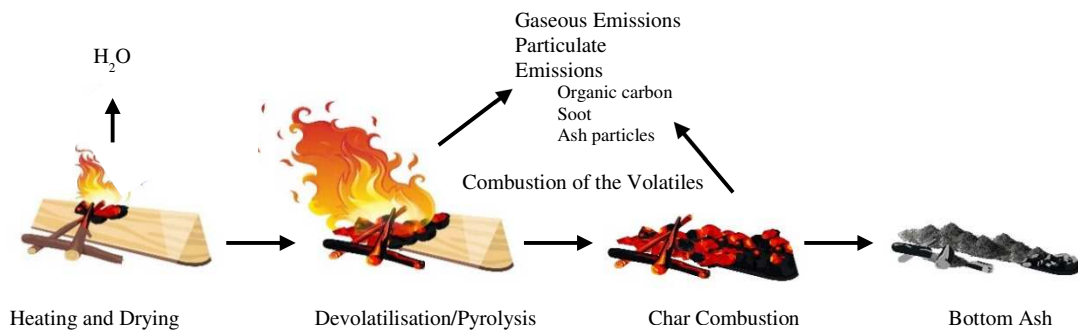 Gaseous Emissions
Particulate
Emissions
Organic carbon
Soot
Ash particles
H₂O
Combustion of the Volatiles
Heating and Drying
Devolatilisation/Pyrolysis
Char Combustion
Bottom Ash